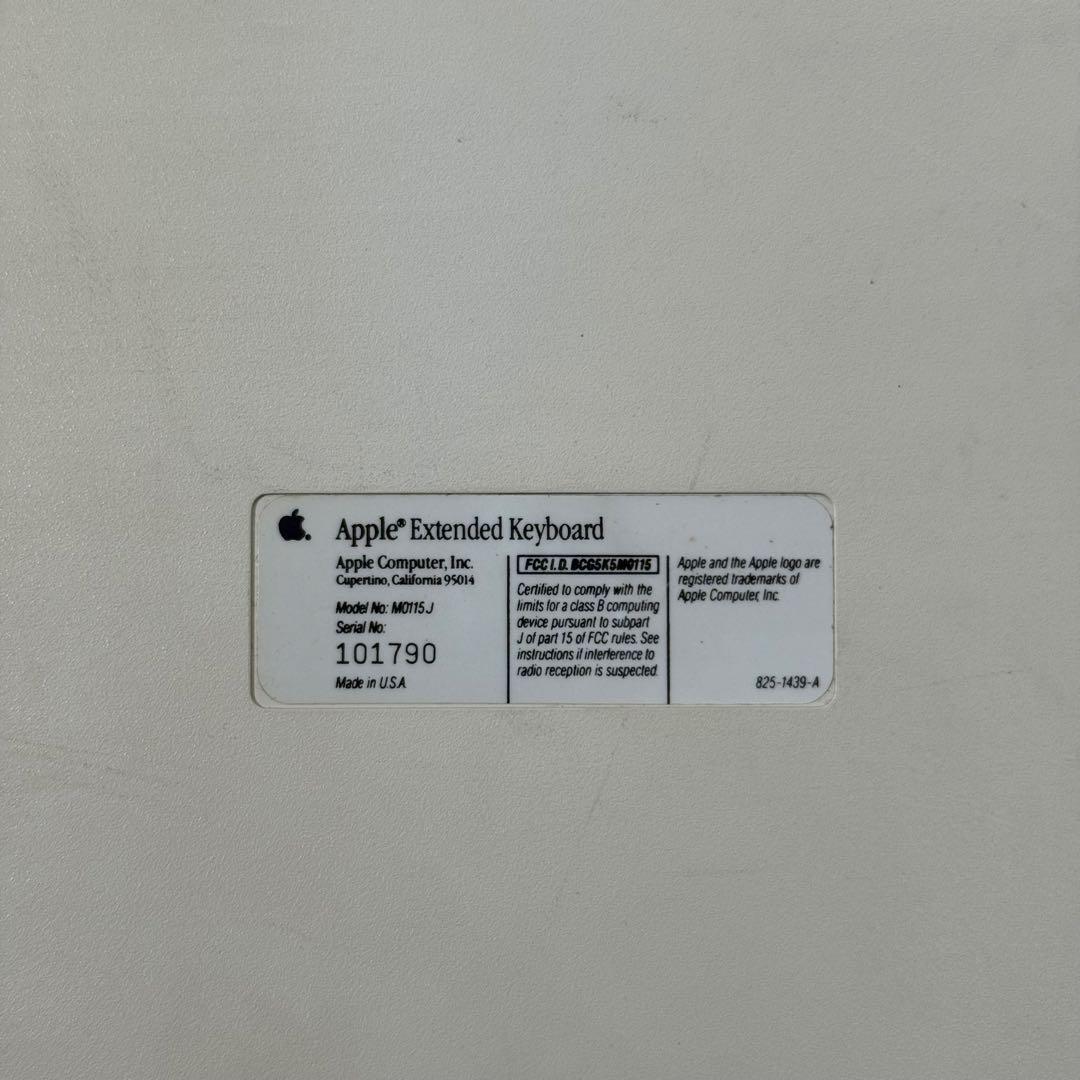 Apple® Extended Keyboard
Apple Computer, Inc.
Cupertino, California 95014
Model No: M0115J
Serial No:
101790
Made in U.S.A
FCC I.D. BCG5K5M0115
Certified to comply with the
limits for a class B computing
device pursuant to subpart
J of part 15 of FCC rules. See
instructions if interference to
radio reception is suspected.
Apple and the Apple logo are
registered trademarks of
Apple Computer, Inc.
825-1439-A